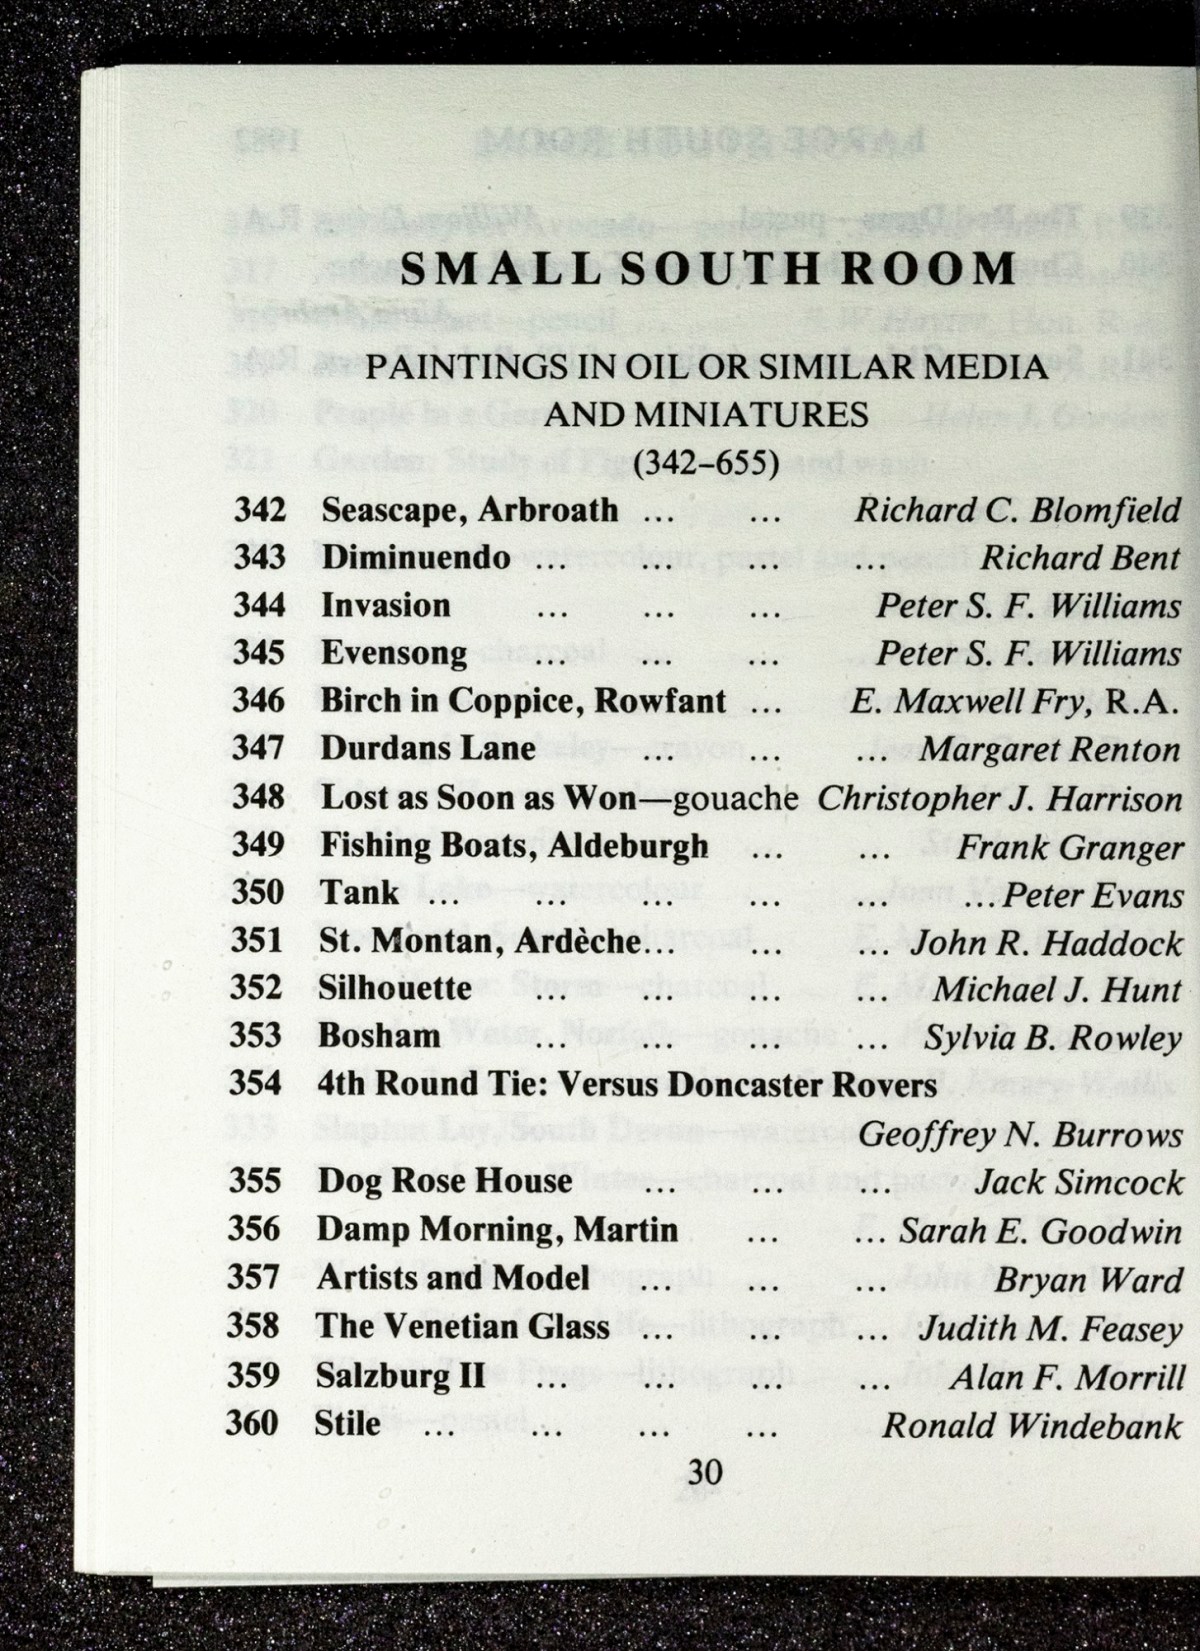 SMALL SOUTH ROOM
PAINTINGS IN OIL OR SIMILAR MEDIA
AND MINIATURES
(342–655)
342 Seascape, Arbroath ... ... Richard C. Blomfield
343 Diminuendo ... ... ... ... Richard Bent
344 Invasion ... ... ... Peter S. F. Williams
345 Evensong ... ... ... Peter S. F. Williams
346 Birch in Coppice, Rowfant ... E. Maxwell Fry, R.A.
347 Durdans Lane ... ... ... Margaret Renton
348 Lost as Soon as Won—gouache Christopher J. Harrison
349 Fishing Boats, Aldeburgh ... ... Frank Granger
350 Tank ... ... ... ... ... ...Peter Evans
351 St. Montan, Ardèche... ... ... John R. Haddock
352 Silhouette ... ... ... ... Michael J. Hunt
353 Bosham ... ... ... ... Sylvia B. Rowley
354 4th Round Tie: Versus Doncaster Rovers
Geoffrey N. Burrows
355 Dog Rose House ... ... ... Jack Simcock
356 Damp Morning, Martin ... ... Sarah E. Goodwin
357 Artists and Model ... ... ... Bryan Ward
358 The Venetian Glass ... ... ... Judith M. Feasey
359 Salzburg II ... ... ... ... Alan F. Morrill
360 Stile ... ... ... ... Ronald Windebank
30